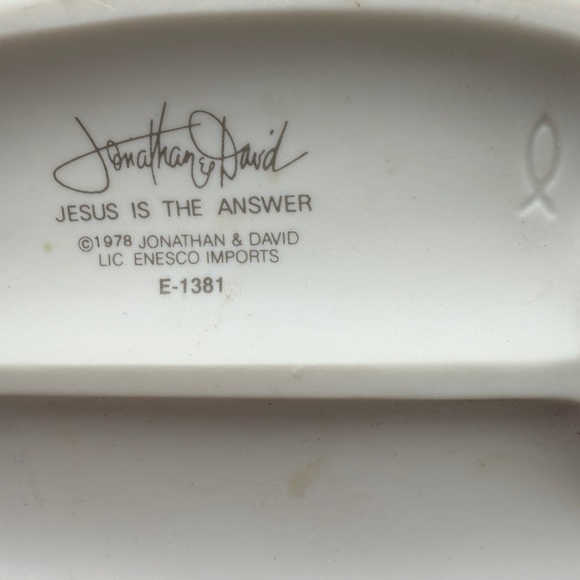 Jonathan & David
JESUS IS THE ANSWER
©1978 JONATHAN & DAVID
LIC. ENESCO IMPORTS
E-1381